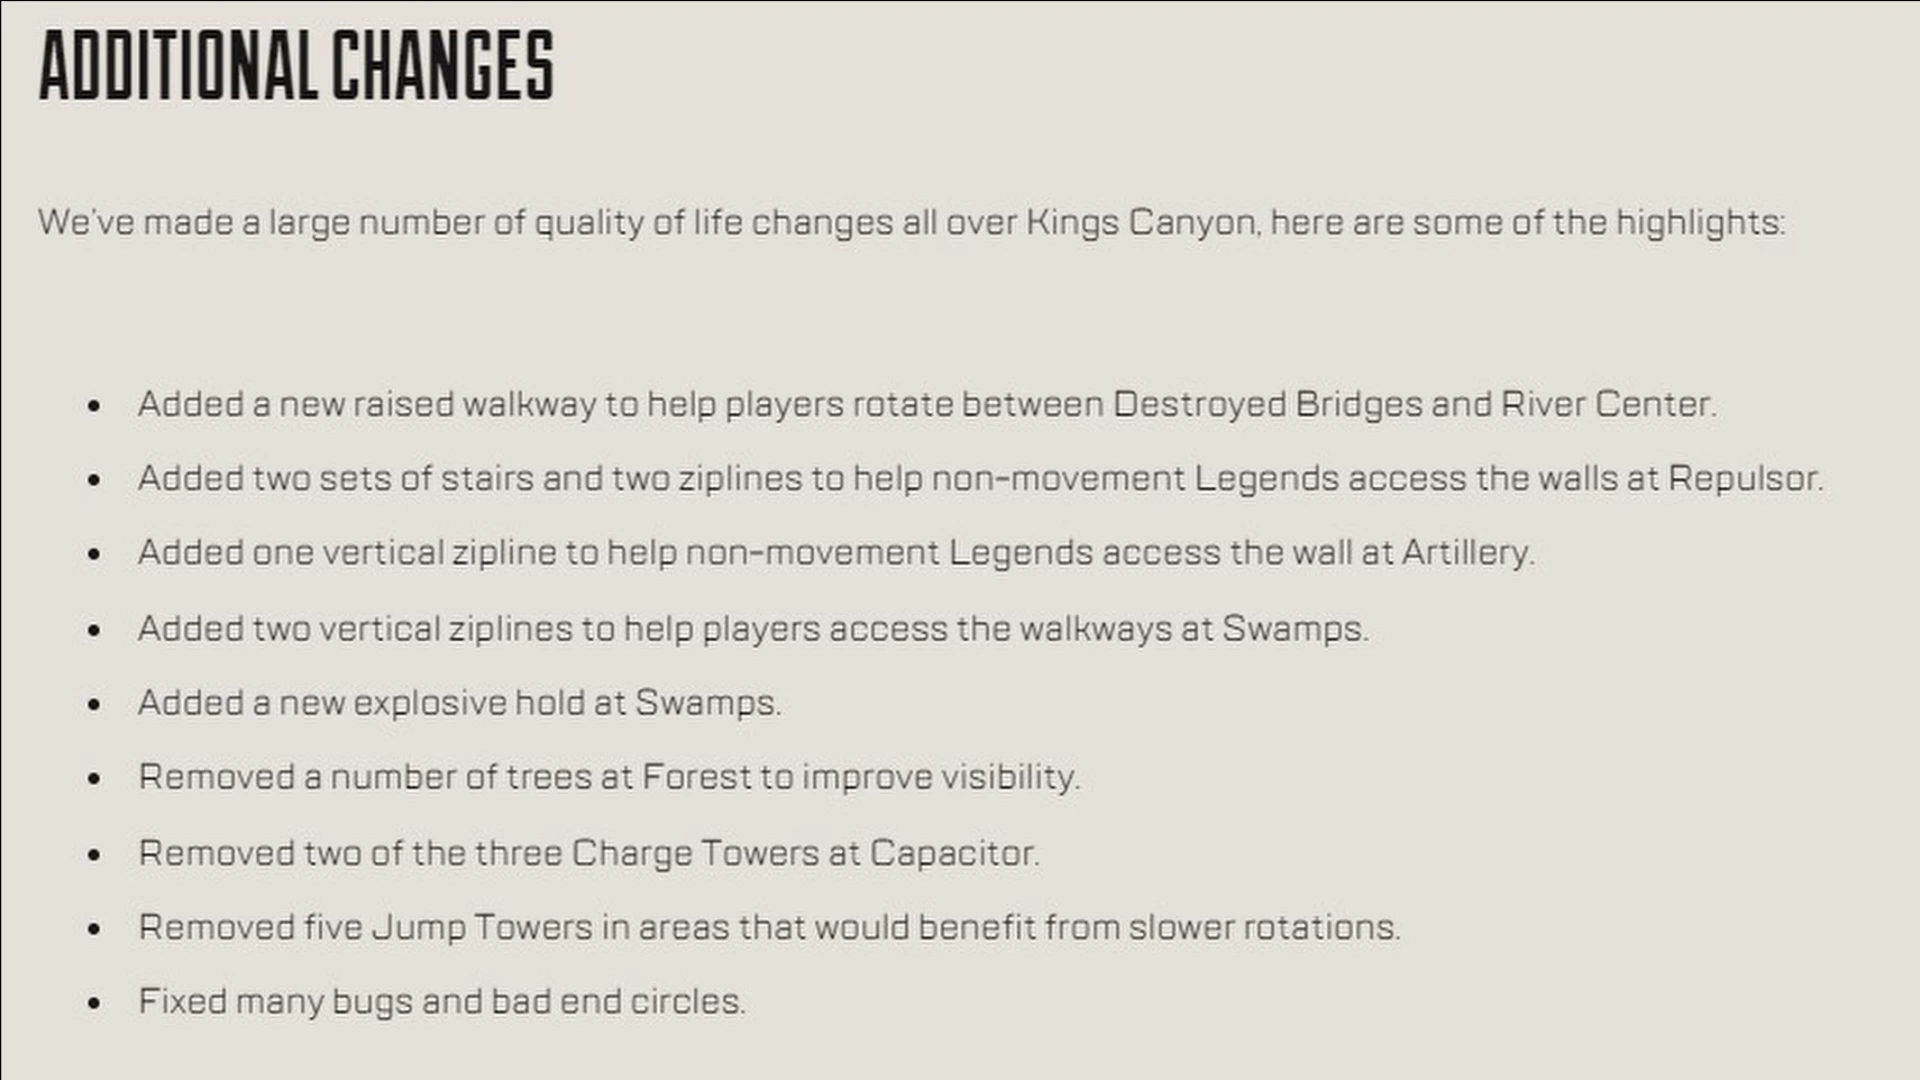 ADDITIONAL CHANGES
We've made a large number of quality of life changes all over Kings Canyon, here are some of the highlights:
• Added a new raised walkway to help players rotate between Destroyed Bridges and River Center.
• Added two sets of stairs and two ziplines to help non-movement Legends access the walls at Repulsor.
• Added one vertical zipline to help non-movement Legends access the wall at Artillery.
• Added two vertical ziplines to help players access the walkways at Swamps.
• Added a new explosive hold at Swamps.
• Removed a number of trees at Forest to improve visibility.
• Removed two of the three Charge Towers at Capacitor.
• Removed five Jump Towers in areas that would benefit from slower rotations.
• Fixed many bugs and bad end circles.